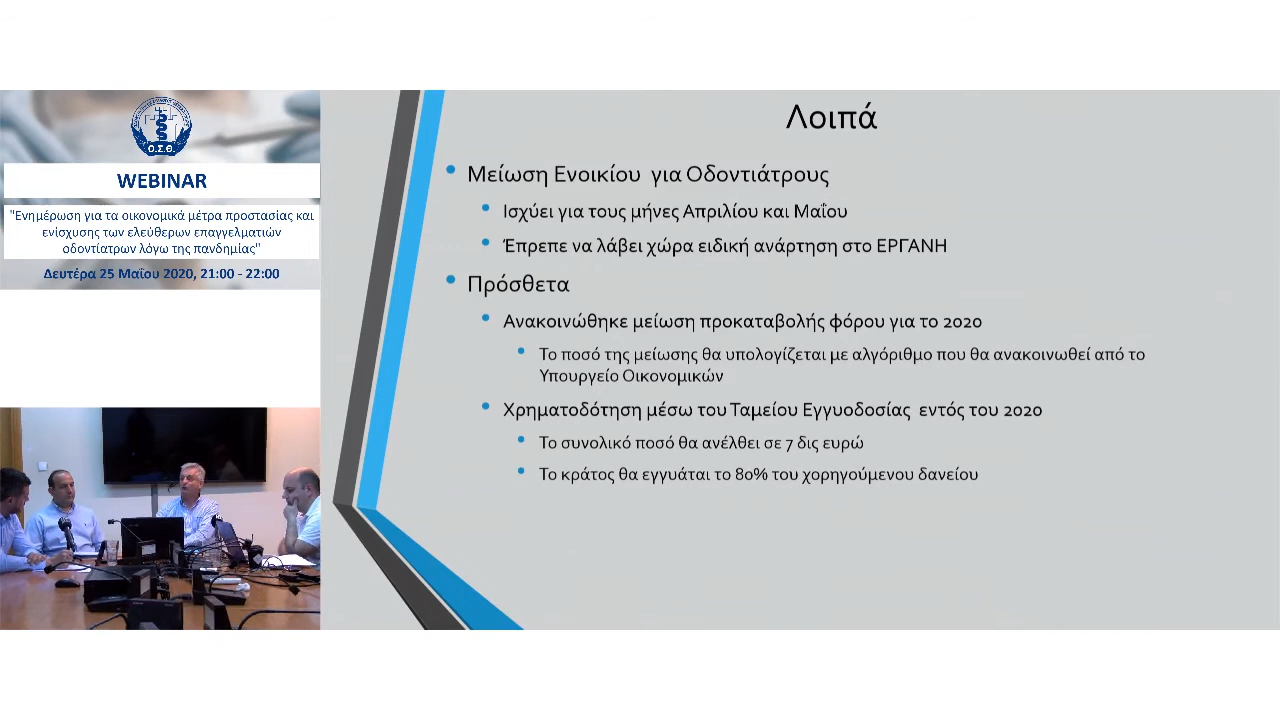 Ο.Σ.Θ.
WEBINAR
"Ενημέρωση για τα οικονομικά μέτρα προστασίας και
ενίσχυσης των ελεύθερων επαγγελματιών
οδοντίατρων λόγω της πανδημίας"
Δευτέρα 25 Μαΐου 2020, 21:00 - 22:00
Λοιπά
Μείωση Ενοικίου για Οδοντιάτρους
Ισχύει για τους μήνες Απριλίου και Μαΐου
Έπρεπε να λάβει χώρα ειδική ανάρτηση στο ΕΡΓΑΝΗ
Πρόσθετα
Ανακοινώθηκε μείωση προκαταβολής φόρου για το 2020
Το ποσό της μείωσης θα υπολογίζεται με αλγόριθμο που θα ανακοινωθεί από το
Υπουργείο Οικονομικών
Χρηματοδότηση μέσω του Ταμείου Εγγυοδοσίας εντός του 2020
Το συνολικό ποσό θα ανέλθει σε 7 δις ευρώ
Το κράτος θα εγγυάται το 80% του χορηγούμενου δανείου